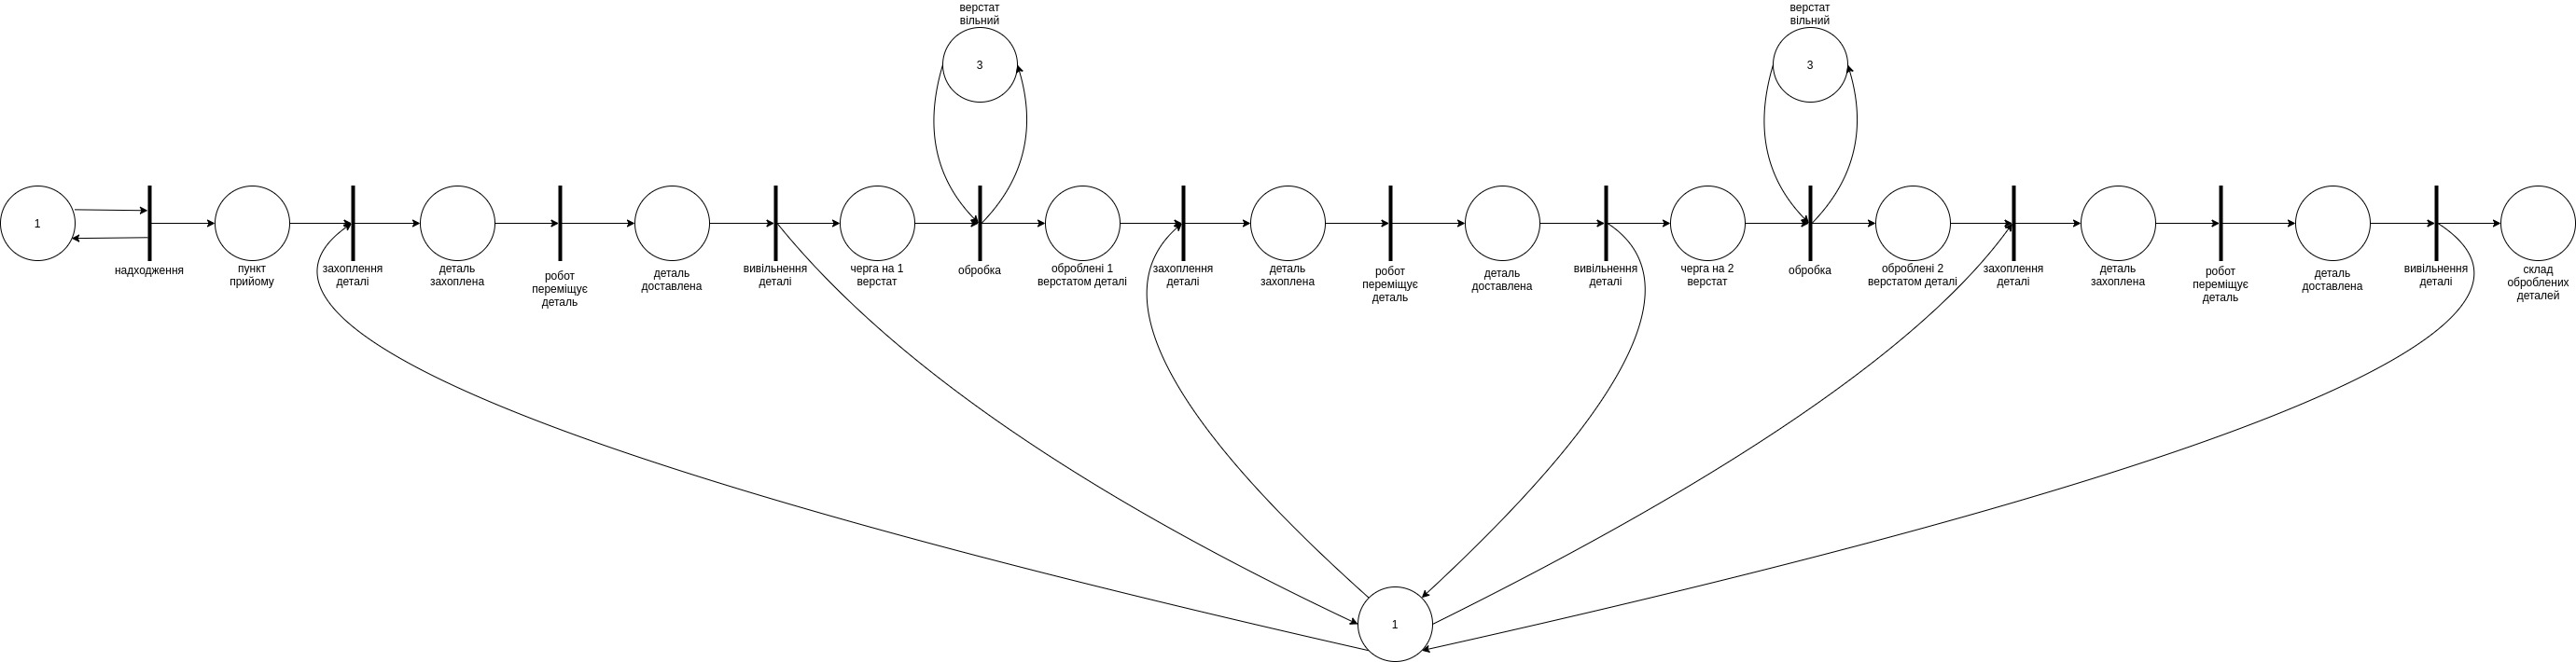 верстат
вільний
3
верстат
вільний
3
1
надходження
пункт
прийому
захоплення
деталі
деталь
захоплена
робот
переміщує
деталь
деталь
доставлена
вивільнення
деталі
черга на 1
верстат
обробка
оброблені 1
верстатом деталі
захоплення
деталі
деталь
захоплена
робот
переміщує
деталь
деталь
доставлена
вивільнення
деталі
черга на 2
верстат
обробка
оброблені 2
верстатом деталі
захоплення
деталі
деталь
захоплена
робот
переміщує
деталь
деталь
доставлена
вивільнення
деталі
склад
оброблених
деталей
1